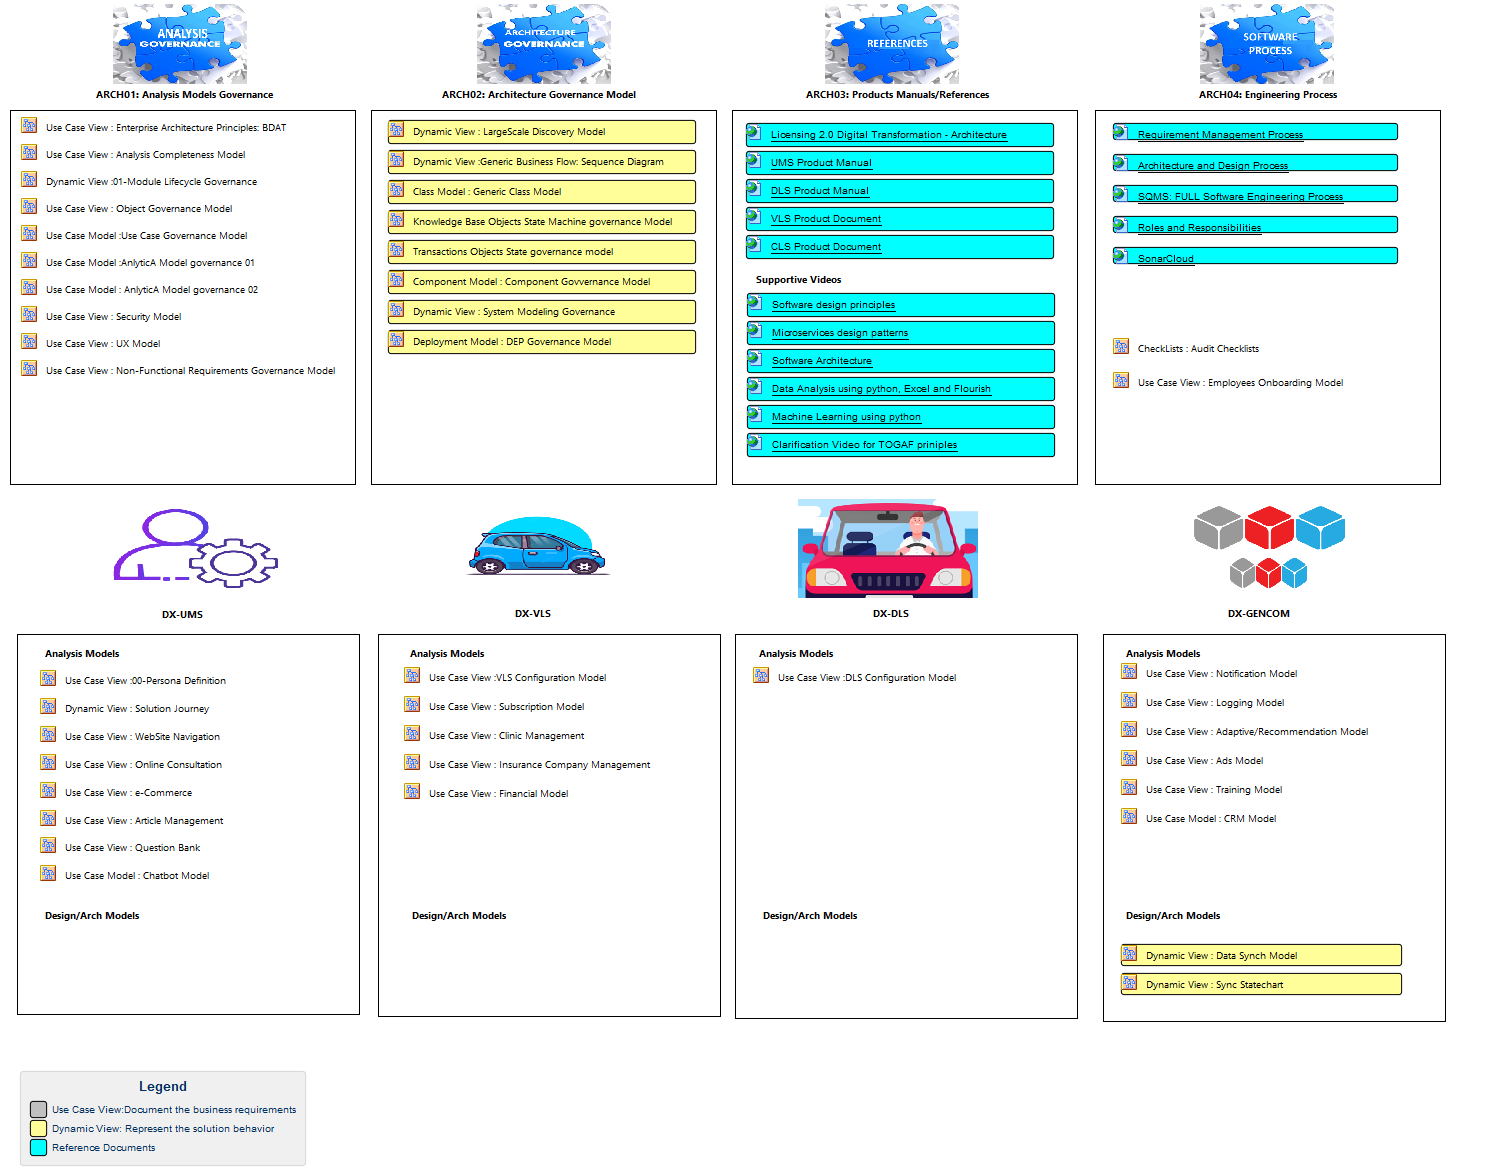 ANALYSIS
GOVERNANCE
ARCH01: Analysis Models Governance
Use Case View : Enterprise Architecture Principles: BDAT
Use Case View : Analysis Completeness Model
Dynamic View :01-Module Lifecycle Governance
Use Case View : Object Governance Model
Use Case Model :Use Case Governance Model
Use Case Model :AnlyticA Model governance 01
Use Case Model : AnlyticA Model governance 02
Use Case View : Security Model
Use Case View : UX Model
Use Case View : Non-Functional Requirements Governance Model
ARCHITECTURE
GOVERNANCE
ARCH02: Architecture Governance Model
Dynamic View : LargeScale Discovery Model
Dynamic View :Generic Business Flow: Sequence Diagram
Class Model : Generic Class Model
Knowledge Base Objects State Machine governance Model
Transactions Objects State governance model
Component Model : Component Govvernance Model
Dynamic View : System Modeling Governance
Deployment Model : DEP Governance Model
REFERENCES
ARCH03: Products Manuals/References
Licensing 2.0 Digital Transformation - Architecture
UMS Product Manual
DLS Product Manual
VLS Product Document
CLS Product Document
Supportive Videos
Software design principles
Microservices design patterns
Software Architecture
Data Analysis using python, Excel and Flourish
Machine Learning using python
Clarification Video for TOGAF priniples
SOFTWARE
PROCESS
ARCH04: Engineering Process
Requirement Management Process
Architecture and Design Process
SQMS: FULL Software Engineering Process
Roles and Responsibilities
SonarCloud
CheckLists : Audit Checklists
Use Case View : Employees Onboarding Model
DX-UMS
Analysis Models
Use Case View :00-Persona Definition
Dynamic View : Solution Journey
Use Case View : WebSite Navigation
Use Case View : Online Consultation
Use Case View : e-Commerce
Use Case View : Article Management
Use Case View : Question Bank
Use Case Model : Chatbot Model
Design/Arch Models
DX-VLS
Analysis Models
Use Case View :VLS Configuration Model
Use Case View : Subscription Model
Use Case View : Clinic Management
Use Case View : Insurance Company Management
Use Case View : Financial Model
Design/Arch Models
DX-DLS
Analysis Models
Use Case View :DLS Configuration Model
Design/Arch Models
DX-GENCOM
Analysis Models
Use Case View : Notification Model
Use Case View : Logging Model
Use Case View : Adaptive/Recommendation Model
Use Case View : Ads Model
Use Case View : Training Model
Use Case Model : CRM Model
Design/Arch Models
Dynamic View : Data Synch Model
Dynamic View : Sync Statechart
Legend
Use Case View:Document the business requirements
Dynamic View: Represent the solution behavior
Reference Documents